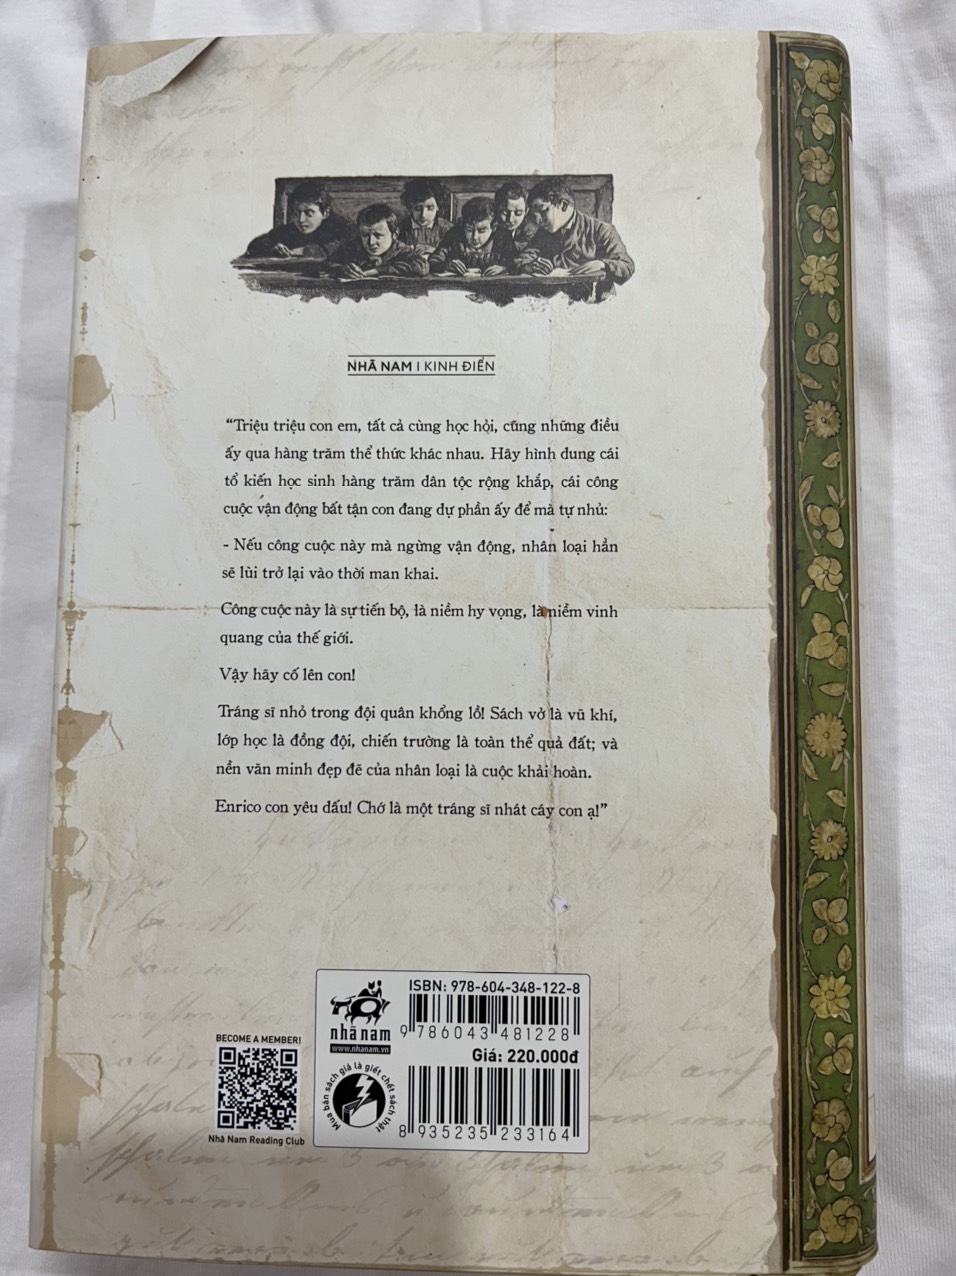 NHÃ NAM | KINH ĐIỂN
“Triệu triệu con em, tất cả cùng học hỏi, cũng những điều
ấy qua hàng trăm thể thức khác nhau. Hãy hình dung cái
tổ kiến học sinh hàng trăm dân tộc rộng khắp, cái công
cuộc vận động bất tận con đang dự phần ấy để mà tự nhủ:
- Nếu công cuộc này mà ngừng vận động, nhân loại hẳn
sẽ lùi trở lại vào thời man khai.
Công cuộc này là sự tiến bộ, là niềm hy vọng, là niềm vinh
quang của thế giới.
Vậy hãy cố lên con!
Tráng sĩ nhỏ trong đội quân khổng lồ! Sách vở là vũ khí,
lớp học là đồng đội, chiến trường là toàn thể quả đất; và
nền văn minh đẹp đẽ của nhân loại là cuộc khải hoàn.
Enrico con yêu dấu! Chớ là một tráng sĩ nhát cáy con ạ!”
BECOME A MEMBER!
Nhã Nam Reading Club
nhã nam
www.nhanam.vn
Mua bán sách giả là giết chết sách thật
ISBN: 978-604-348-122-8
9 786043 481228
Giá: 220.000đ
8 935235 233164